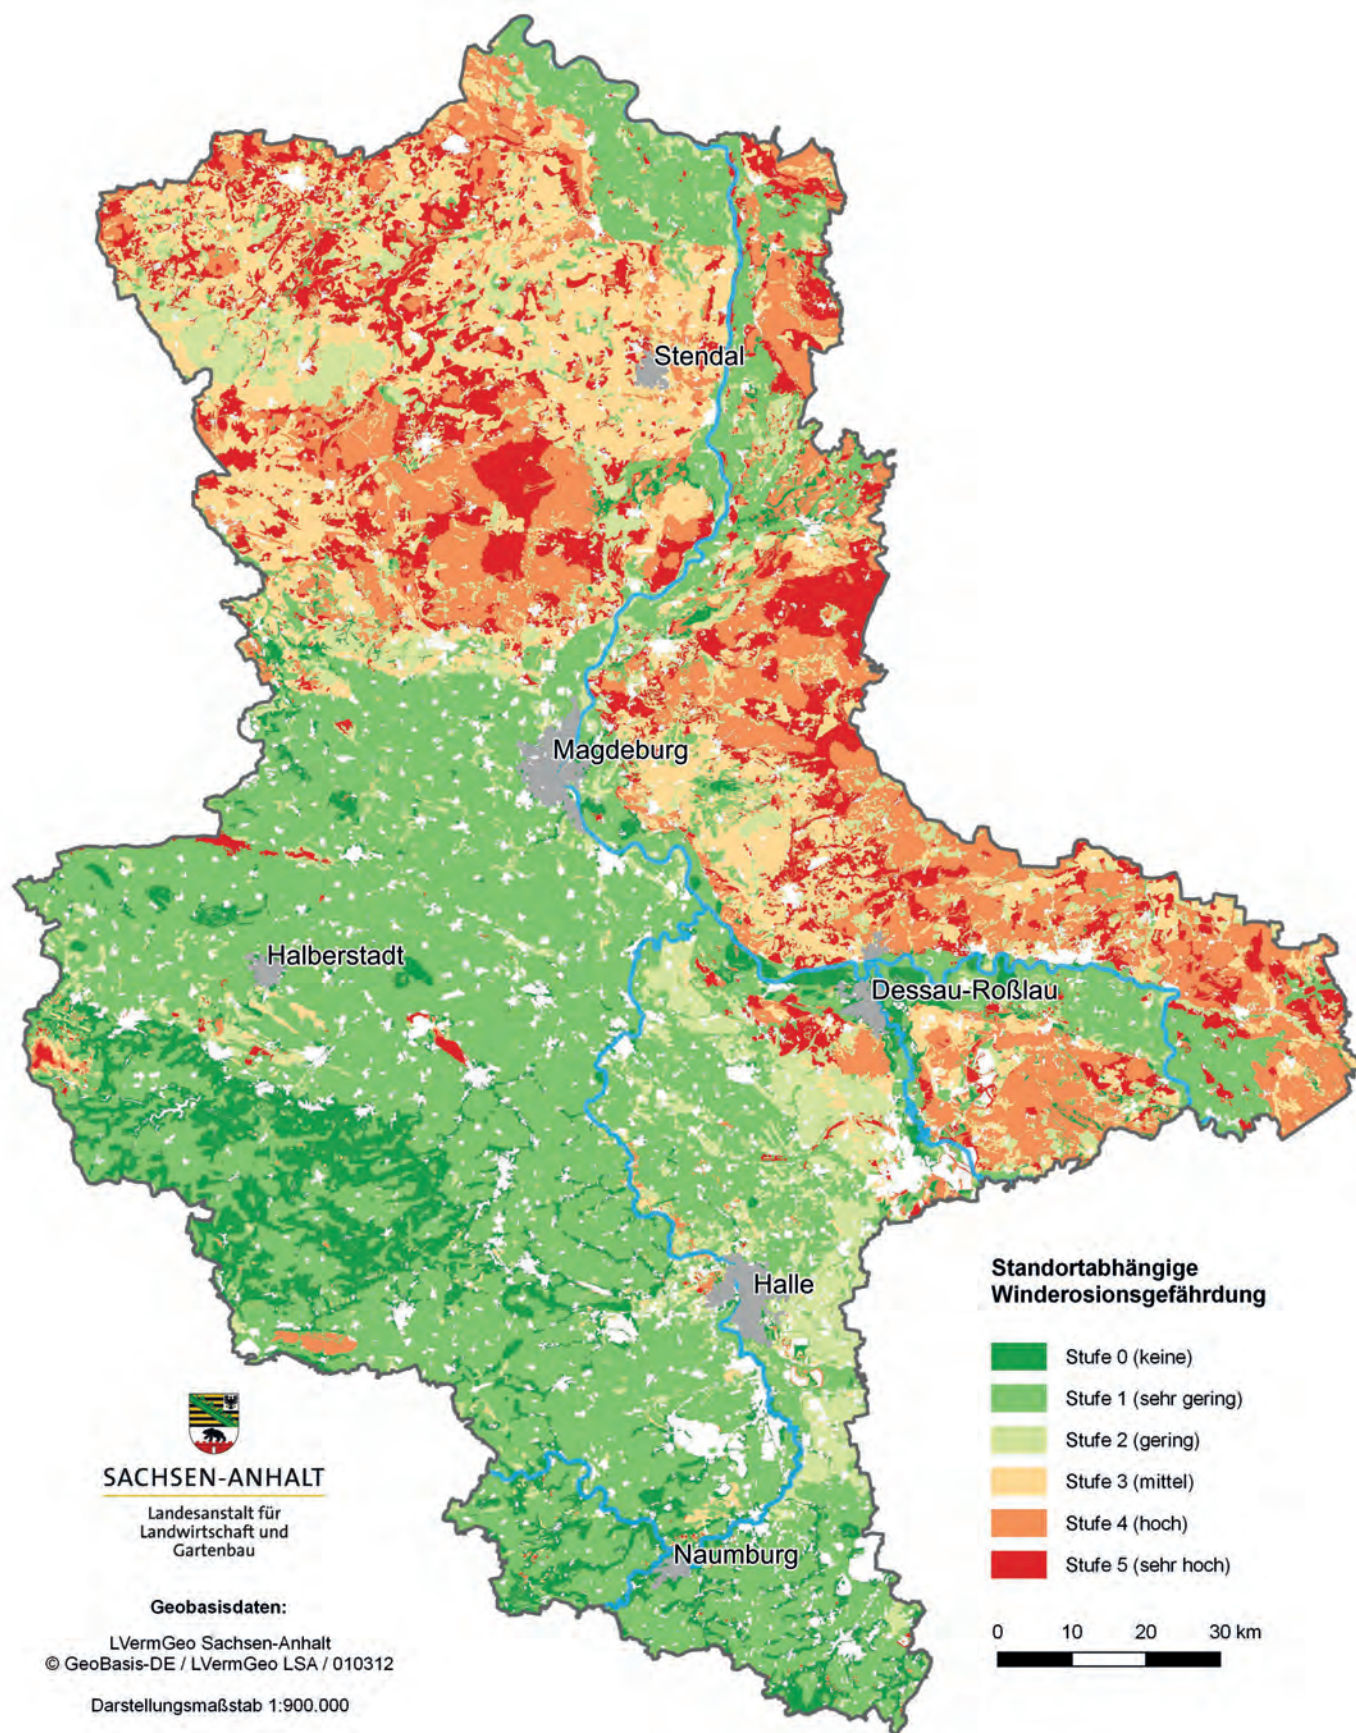 Stendal
Magdeburg
Halberstadt
Dessau-Roßlau
Halle
Naumburg
Standortabhängige
Winderosionsgefährdung
Stufe 0 (keine)
Stufe 1 (sehr gering)
Stufe 2 (gering)
Stufe 3 (mittel)
Stufe 4 (hoch)
Stufe 5 (sehr hoch)
0 10 20 30 km
SACHSEN-ANHALT
Landesanstalt für
Landwirtschaft und
Gartenbau
Geobasisdaten:
LVermGeo Sachsen-Anhalt
© GeoBasis-DE / LVermGeo LSA / 010312
Darstellungsmaßstab 1:900.000